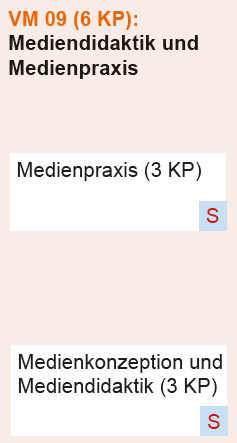 VM 09 (6 KP):
Mediendidaktik und
Medienpraxis
Medienpraxis (3 KP)
S
Medienkonzeption und
Mediendidaktik (3 KP)
S